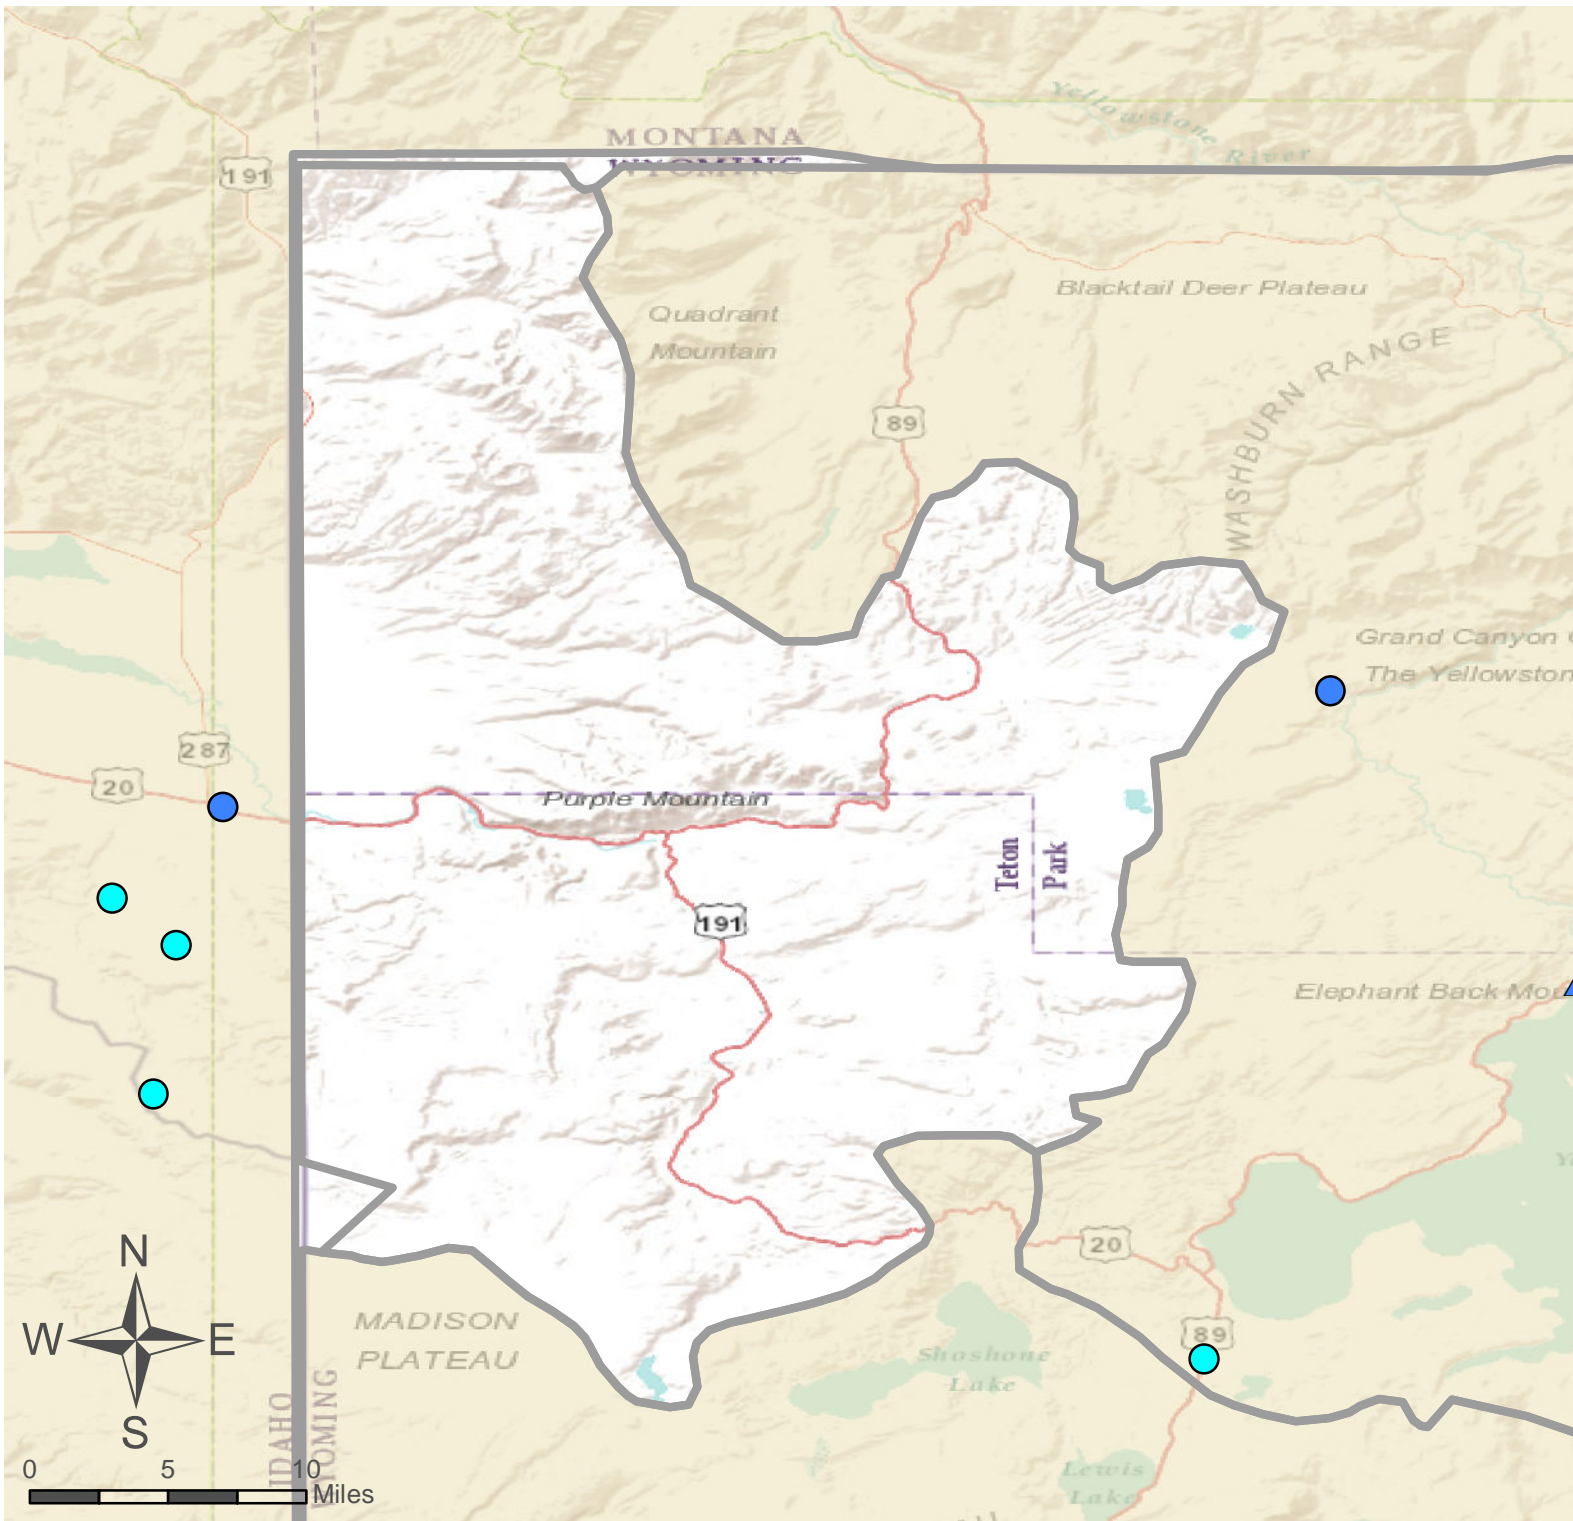 MONTANA
WYOMING
Yellowstone
River
191
Blacktail Deer Plateau
Quadrant
Mountain
WASHBURN RANGE
89
Grand Canyon
The Yellowston
287
20
Purple Mountain
Teton
Park
191
Elephant Back Mo
N
W E
S
20
MADISON
PLATEAU
89
Shoshone
Lake
IDAHO
WYOMING
Lewis
Lake
0 5 10
Miles